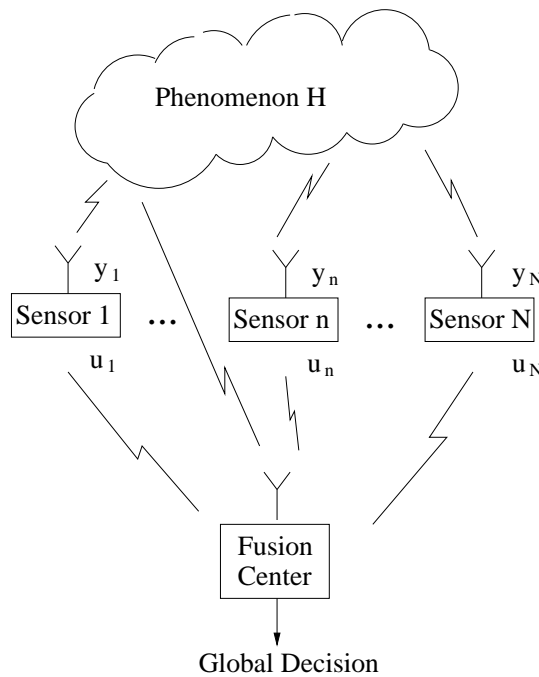 Phenomenon H
y1 yn yN
Sensor 1 ... Sensor n ... Sensor N
u1 un uN
Fusion
Center
Global Decision